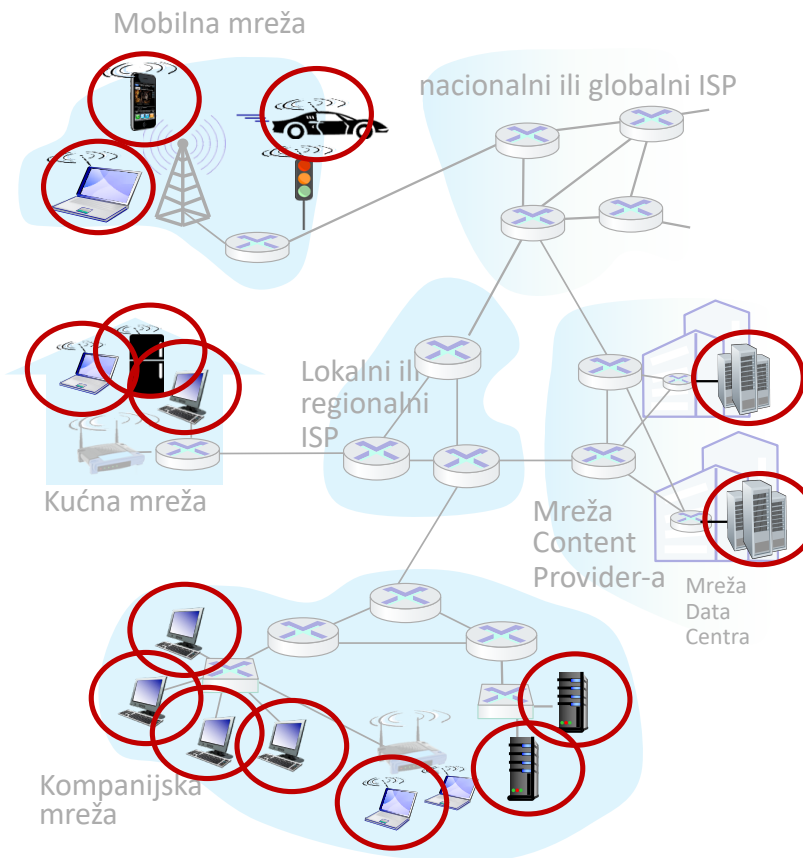 Mobilna mreža
nacionalni ili globalni ISP
Lokalni ili
regionalni
ISP
Kućna mreža
Mreža
Content
Provider-a
Mreža
Data
Centra
Kompanijska
mreža